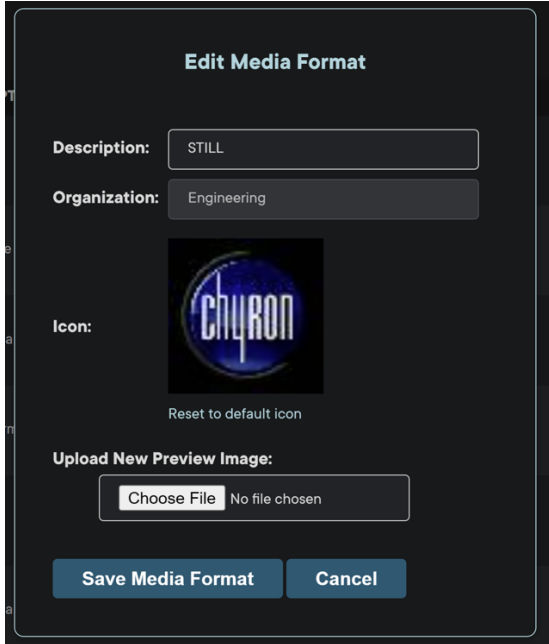 Edit Media Format
Description: STILL
Organization: Engineering
CHYRON
Icon:
Reset to default icon
Upload New Preview Image:
Choose File No file chosen
Save Media Format Cancel